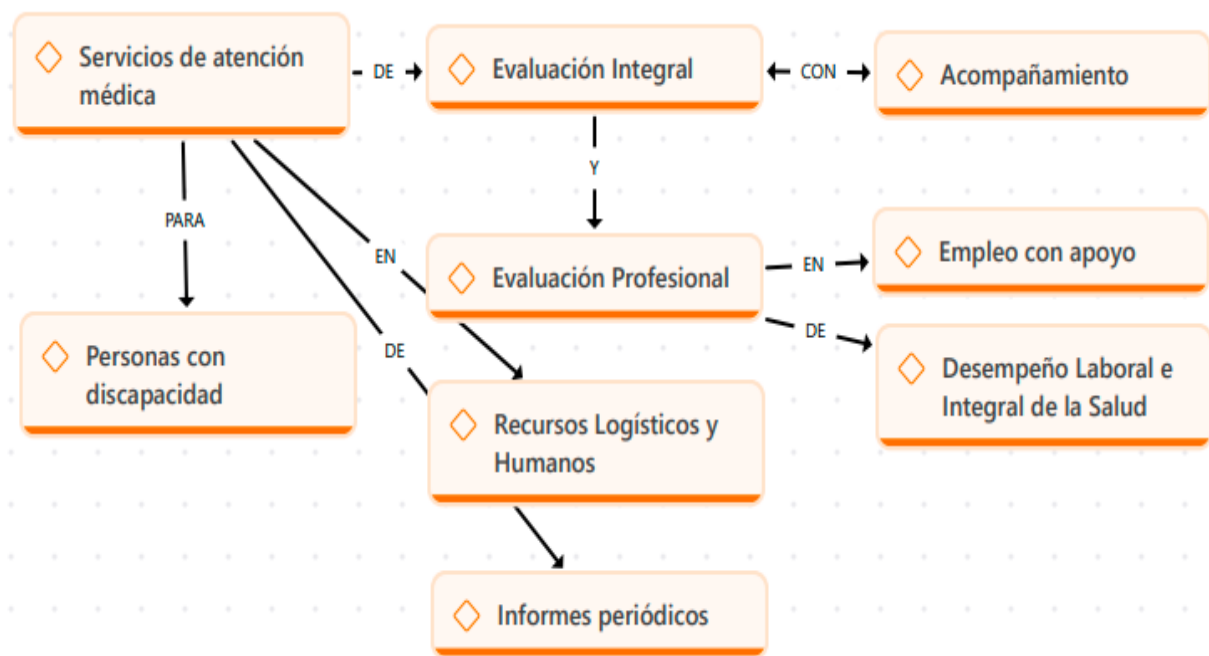 Servicios de atención
médica
DE
Evaluación Integral
CON
Acompañamiento
Y
PARA
EN
Evaluación Profesional
EN
Empleo con apoyo
DE
Desempeño Laboral e
Integral de la Salud
Personas con
discapacidad
DE
Recursos Logísticos y
Humanos
Informes periódicos